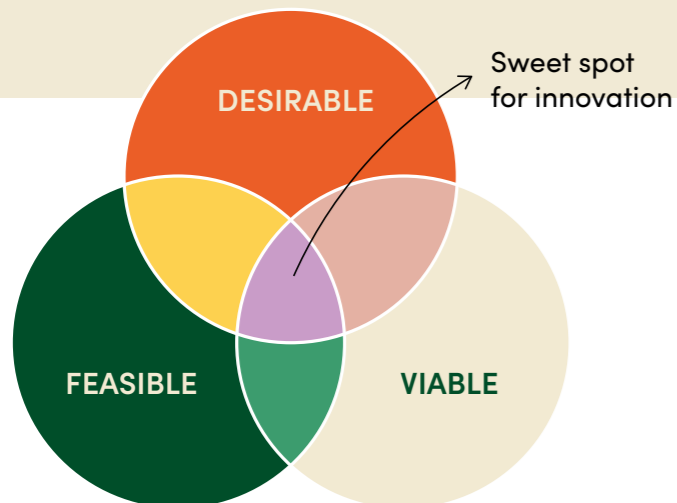 Sweet spot
for innovation
DESIRABLE
FEASIBLE
VIABLE